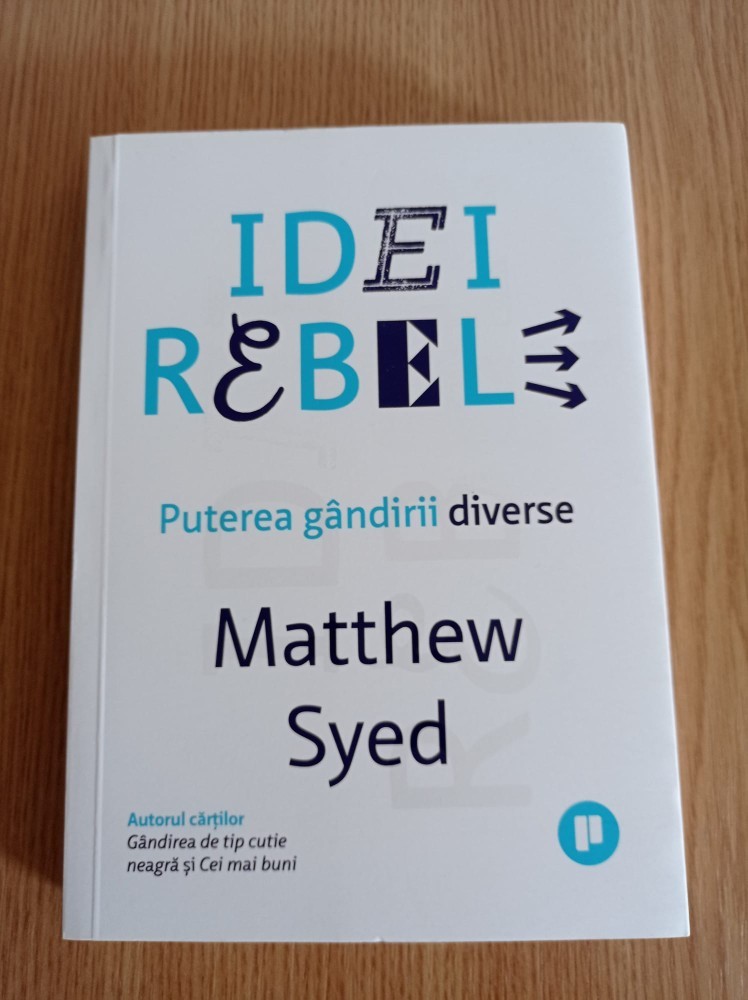 IDEI
REBELE
Puterea gândirii diverse
Matthew
Syed
Autorul cărților
Gândirea de tip cutie
neagră și Cei mai buni